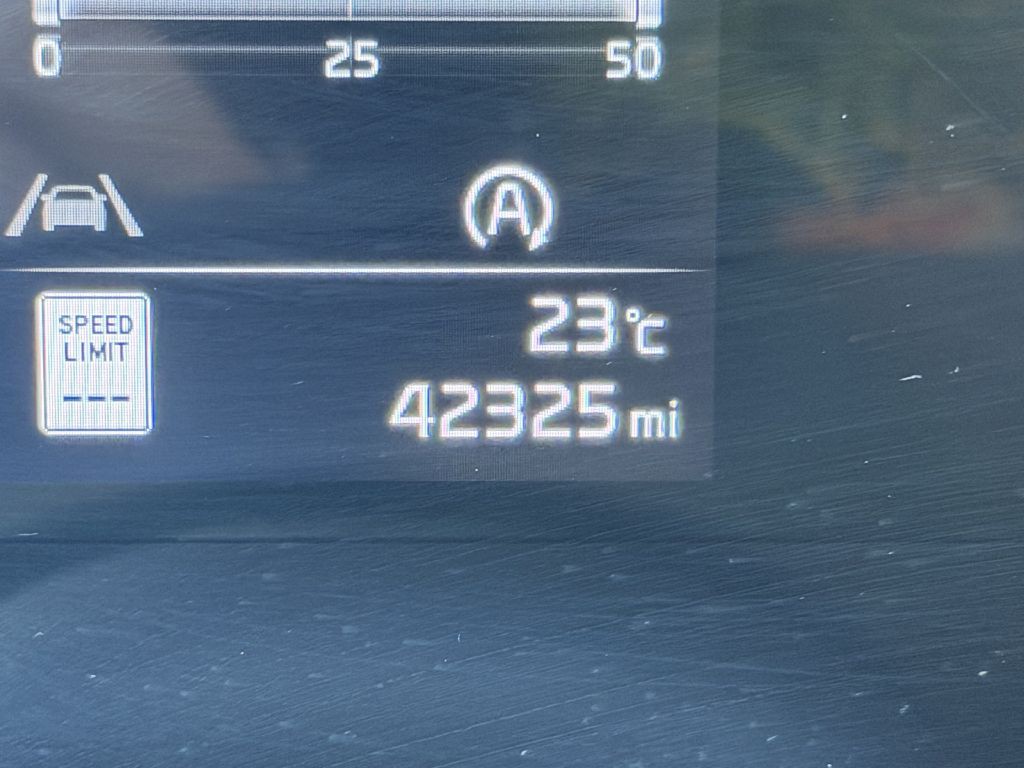 0 25 50
A
SPEED
LIMIT
---
23°C
42325 mi